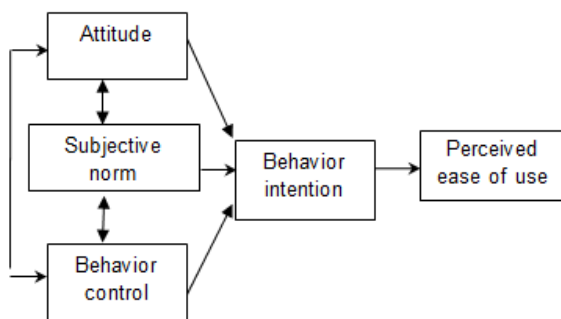 Attitude
Subjective
norm
Behavior
control
Behavior
intention
Perceived
ease of use